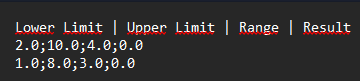 Lower Limit | Upper Limit | Range | Result
2.0;10.0;4.0;0.0
1.0;8.0;3.0;0.0